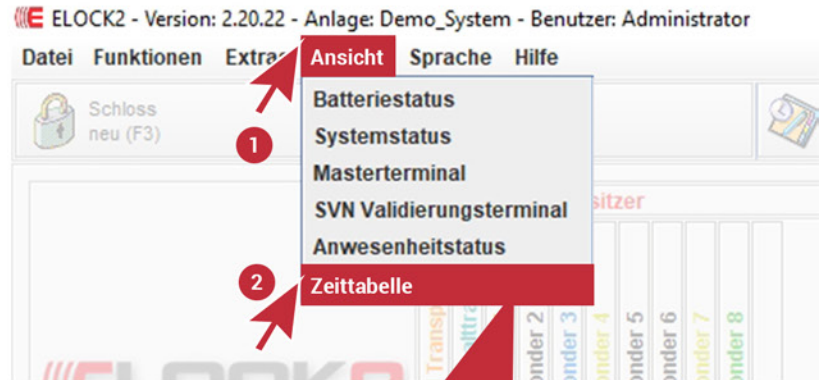 ELOCK2 - Version: 2.20.22 - Anlage: Demo_System - Benutzer: Administrator
Datei Funktionen Extras Ansicht Sprache Hilfe
Schloss
neu (F3)
1
Batteriestatus
Systemstatus
Masterterminal
SVN Validierungsterminal
Anwesenheitstatus
2
Zeittabelle
sitzer
Transp
onder 2
onder 3
onder 4
onder 5
onder 6
onder 7
onder 8
ELOCK2